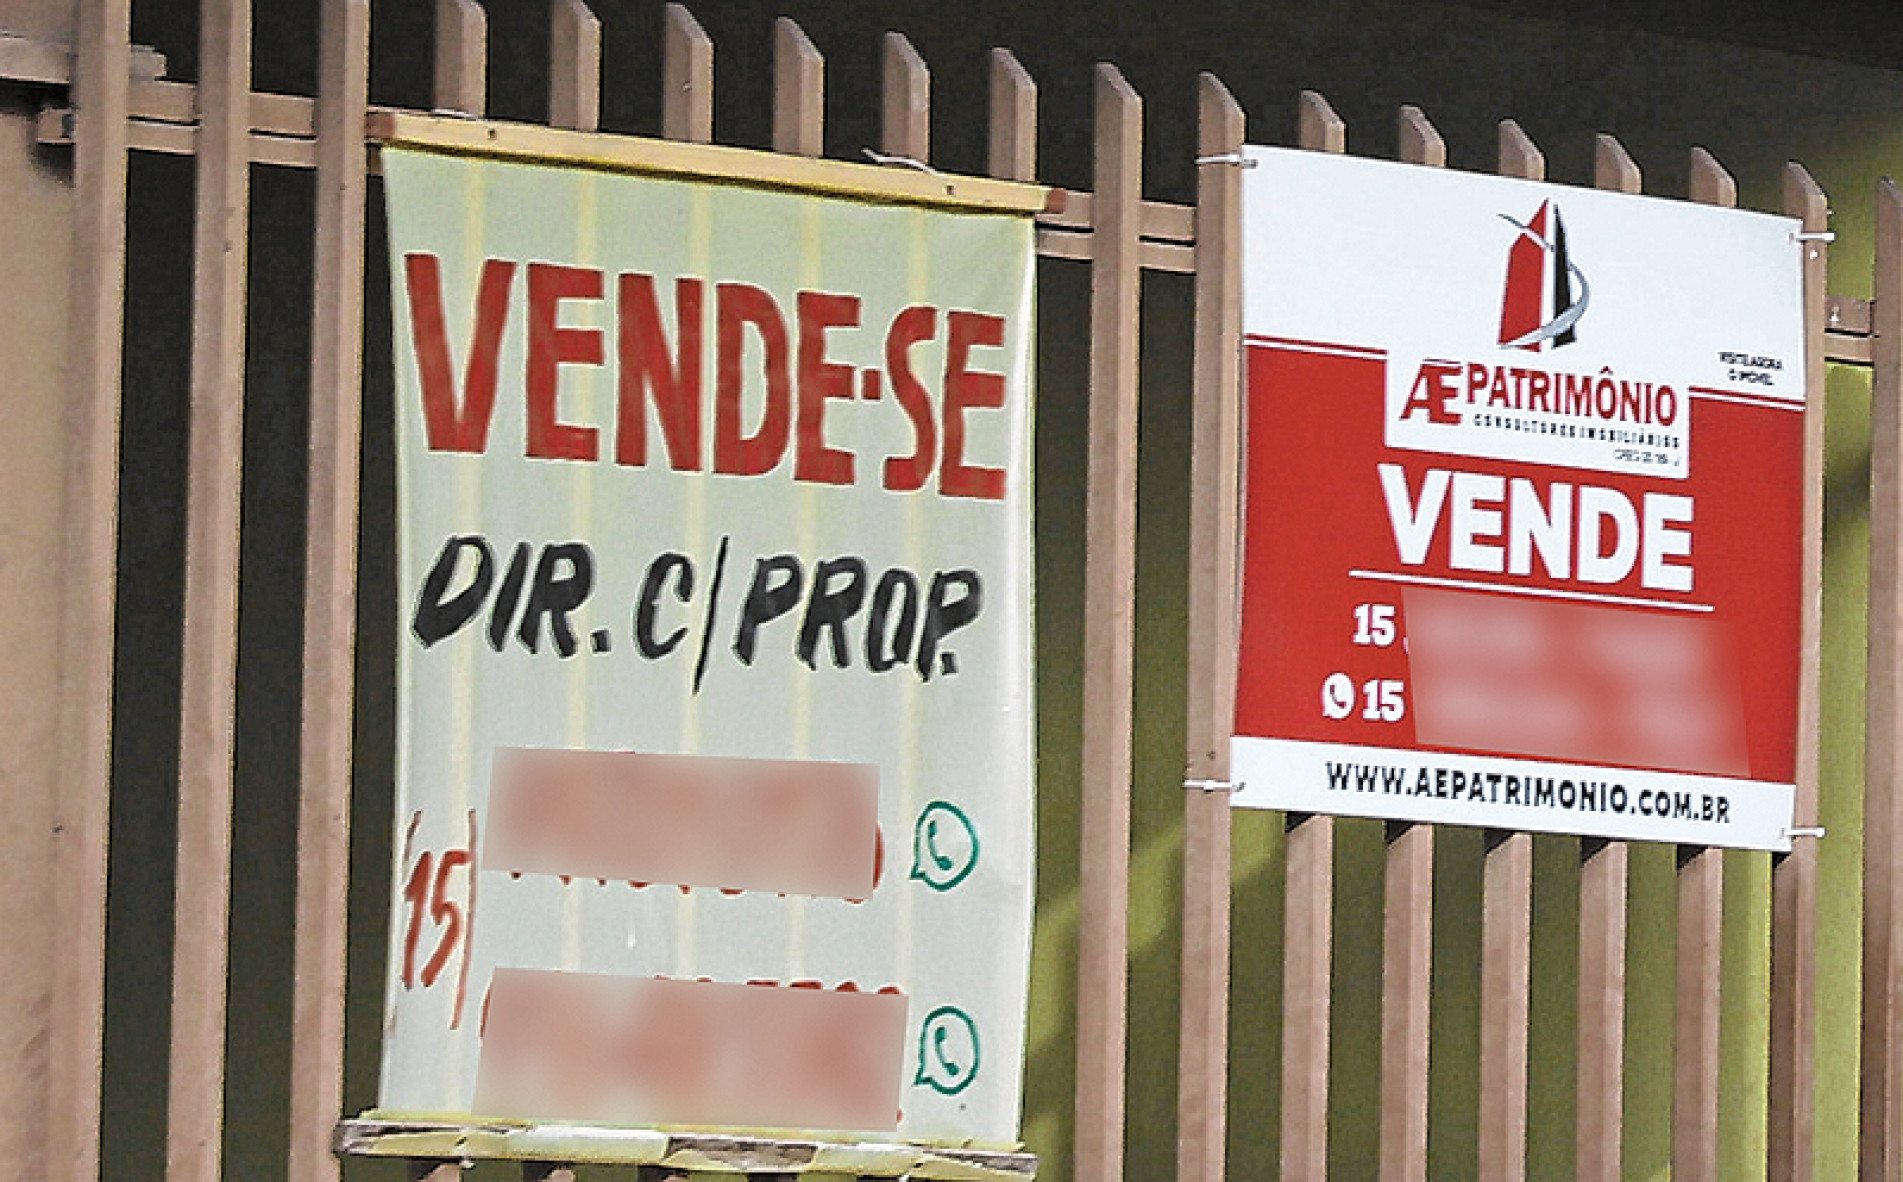 VENDE-SE
DIR. C/PROP.
(15)
ÆPATRIMÔNIO
CONSULTORES IMOBILIÁRIOS
VENDE
15
15
WWW.AEPATRIMONIO.COM.BR